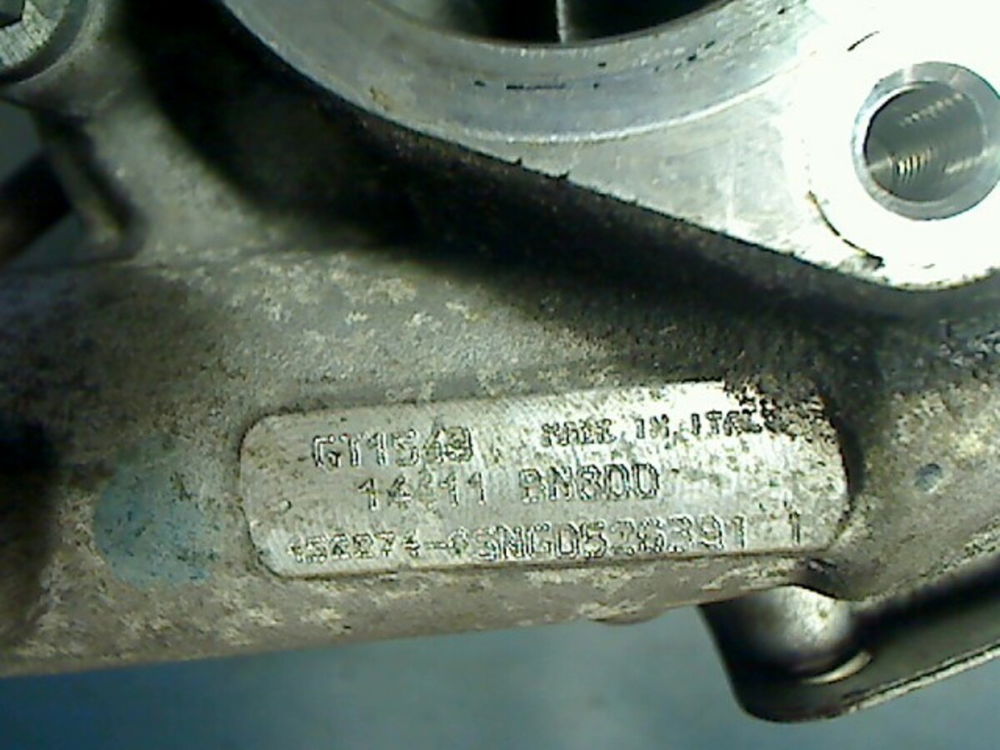 GT1549 MADE IN ITALY
14411 BN800
SNG0526391 1